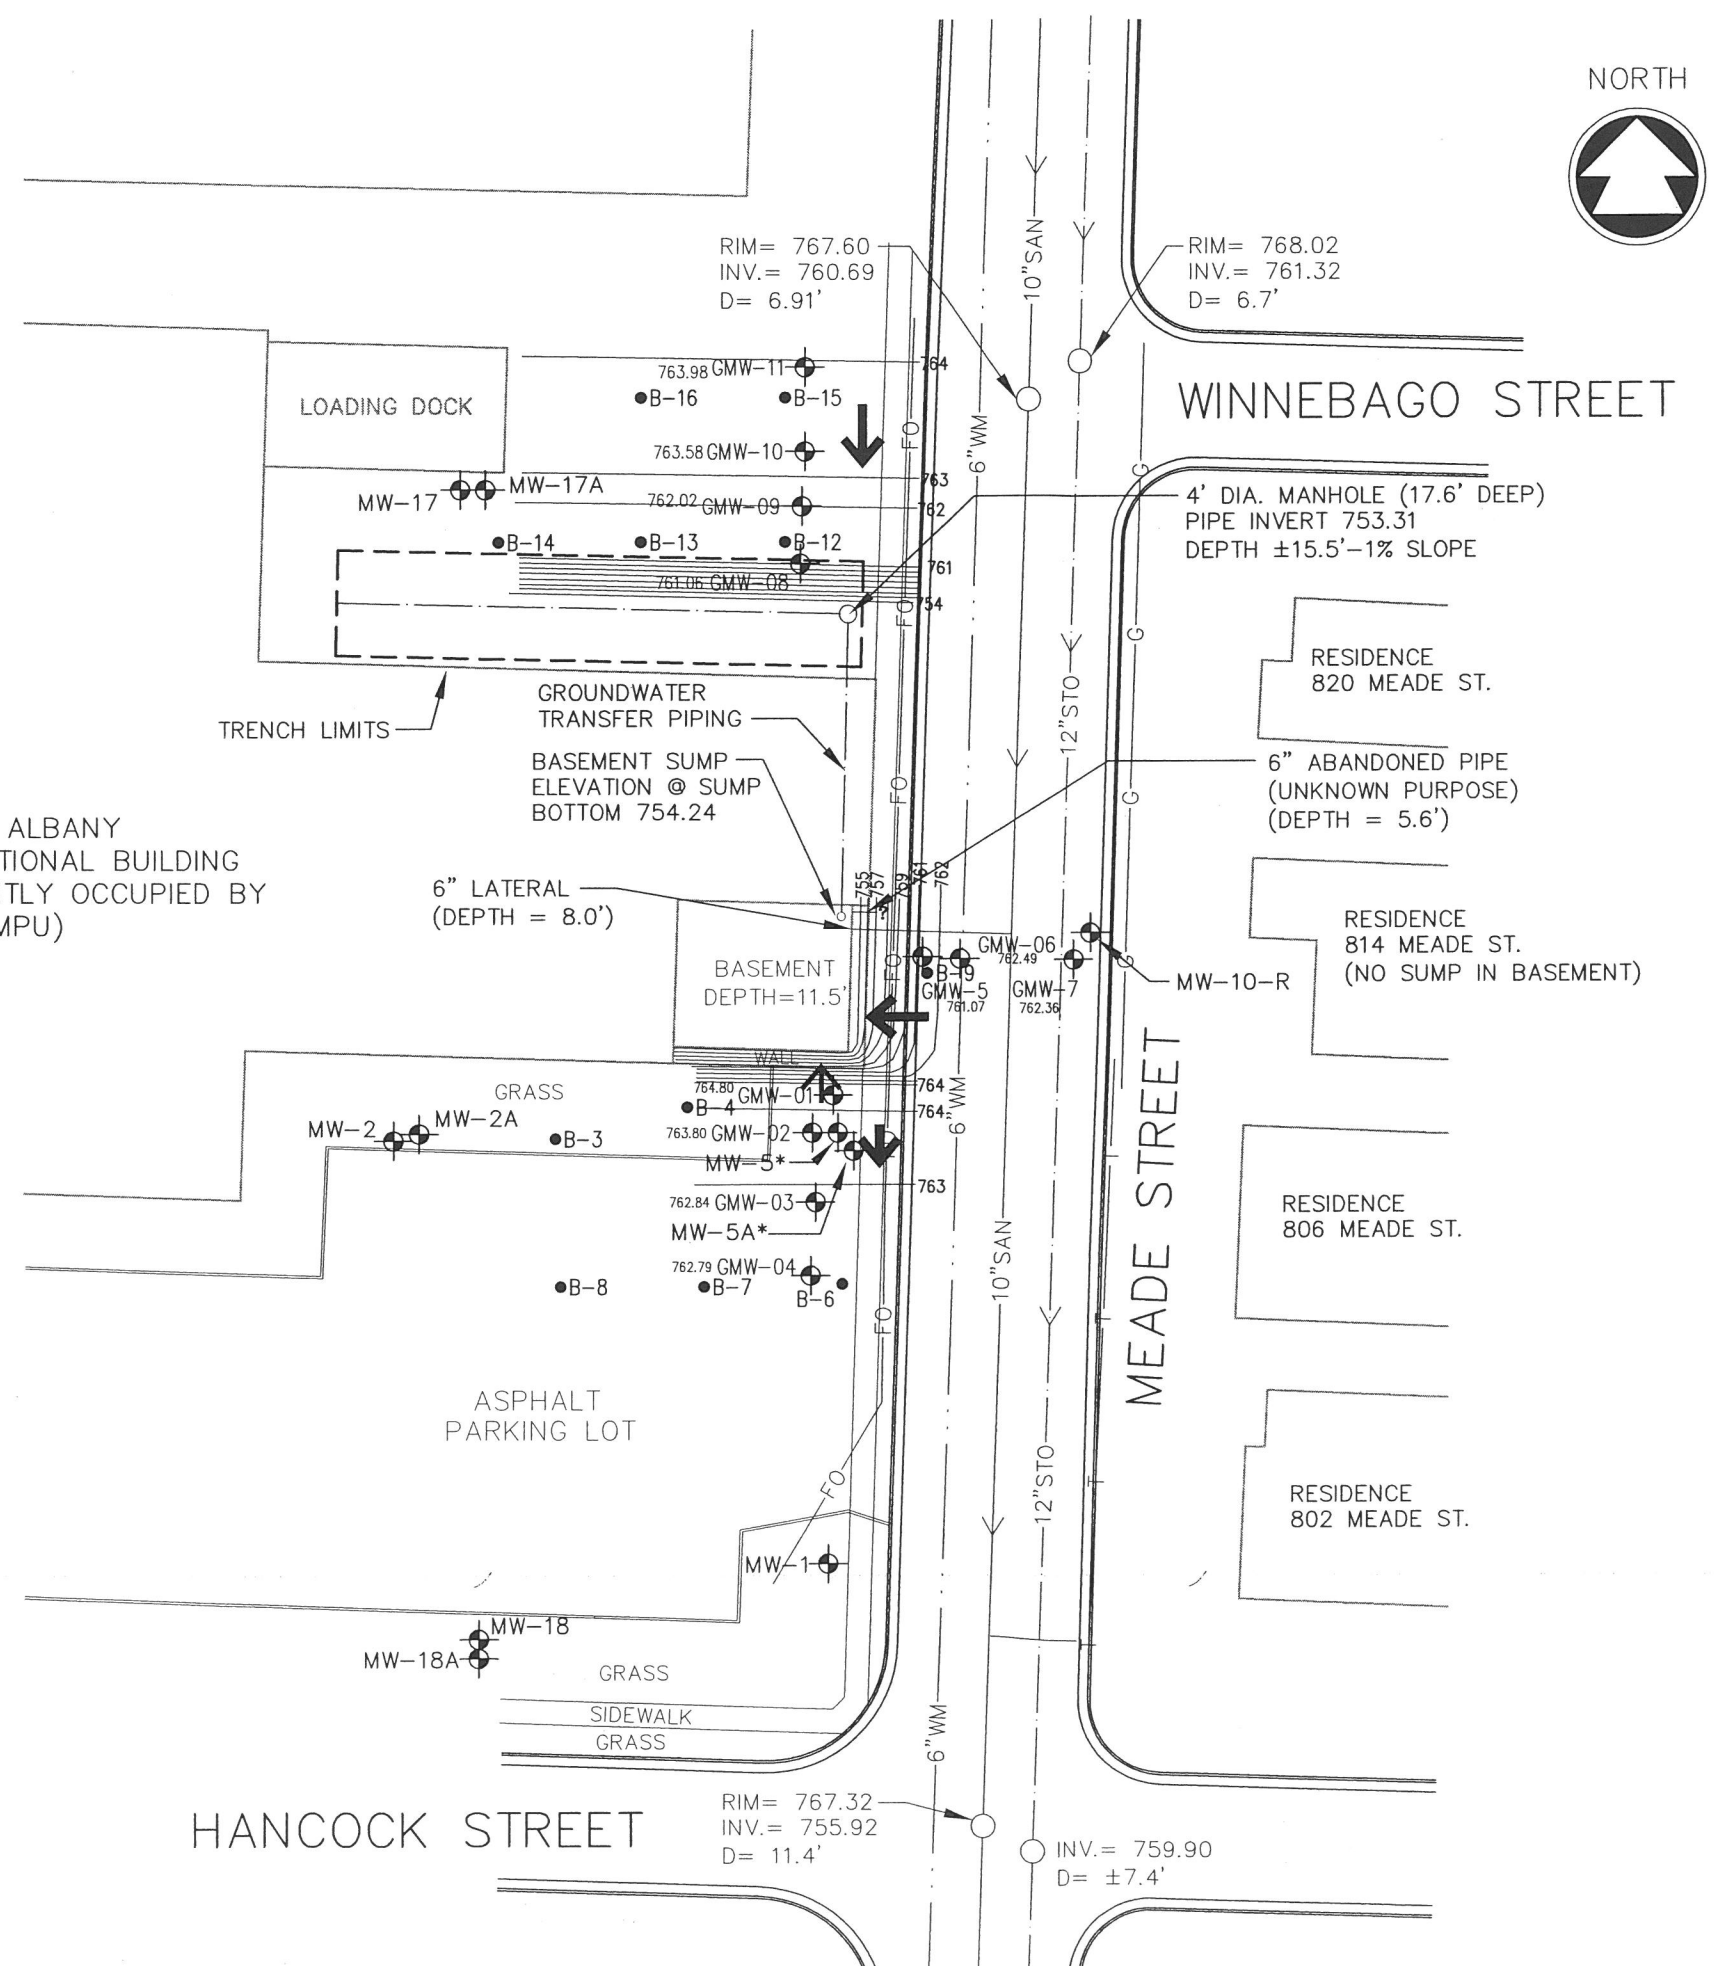 NORTH
RIM= 767.60
INV.= 760.69
D= 6.91'
RIM= 768.02
INV.= 761.32
D= 6.7'
10"SAN
764
763.98 GMW-11
B-16
B-15
LOADING DOCK
WINNEBAGO STREET
FO
6"WM
763.58 GMW-10
763
G
MW-17
MW-17A
762.02 GMW-09
762
4' DIA. MANHOLE (17.6' DEEP)
PIPE INVERT 753.31
DEPTH ±15.5'-1% SLOPE
B-14
B-13
B-12
761
761.06 GMW-08
754
FO
G
RESIDENCE
820 MEADE ST.
12"STO
TRENCH LIMITS
GROUNDWATER
TRANSFER PIPING
BASEMENT SUMP
ELEVATION @ SUMP
BOTTOM 754.24
6" ABANDONED PIPE
(UNKNOWN PURPOSE)
(DEPTH = 5.6')
FO
G
ALBANY
TIONAL BUILDING
TLY OCCUPIED BY
MPU)
6" LATERAL
(DEPTH = 8.0')
755
757
769
761
762
?
RESIDENCE
814 MEADE ST.
(NO SUMP IN BASEMENT)
GMW-06
762.49
BASEMENT
DEPTH=11.5'
FO
B-9
G
GMW-5
761.07
GMW-7
762.36
MW-10-R
WALL
GRASS
764.80 GMW-01
764
B-4
764
6"WM
MW-2
MW-2A
B-3
763.80 GMW-02
MW-5*
763
762.84 GMW-03
MW-5A*
RESIDENCE
806 MEADE ST.
MEADE STREET
762.79 GMW-04
B-8
B-7
B-6
10"SAN
FO
ASPHALT
PARKING LOT
FO
12"STO
RESIDENCE
802 MEADE ST.
MW-1
MW-18
MW-18A
GRASS
SIDEWALK
GRASS
6"WM
HANCOCK STREET
RIM= 767.32
INV.= 755.92
D= 11.4'
INV.= 759.90
D= ±7.4'